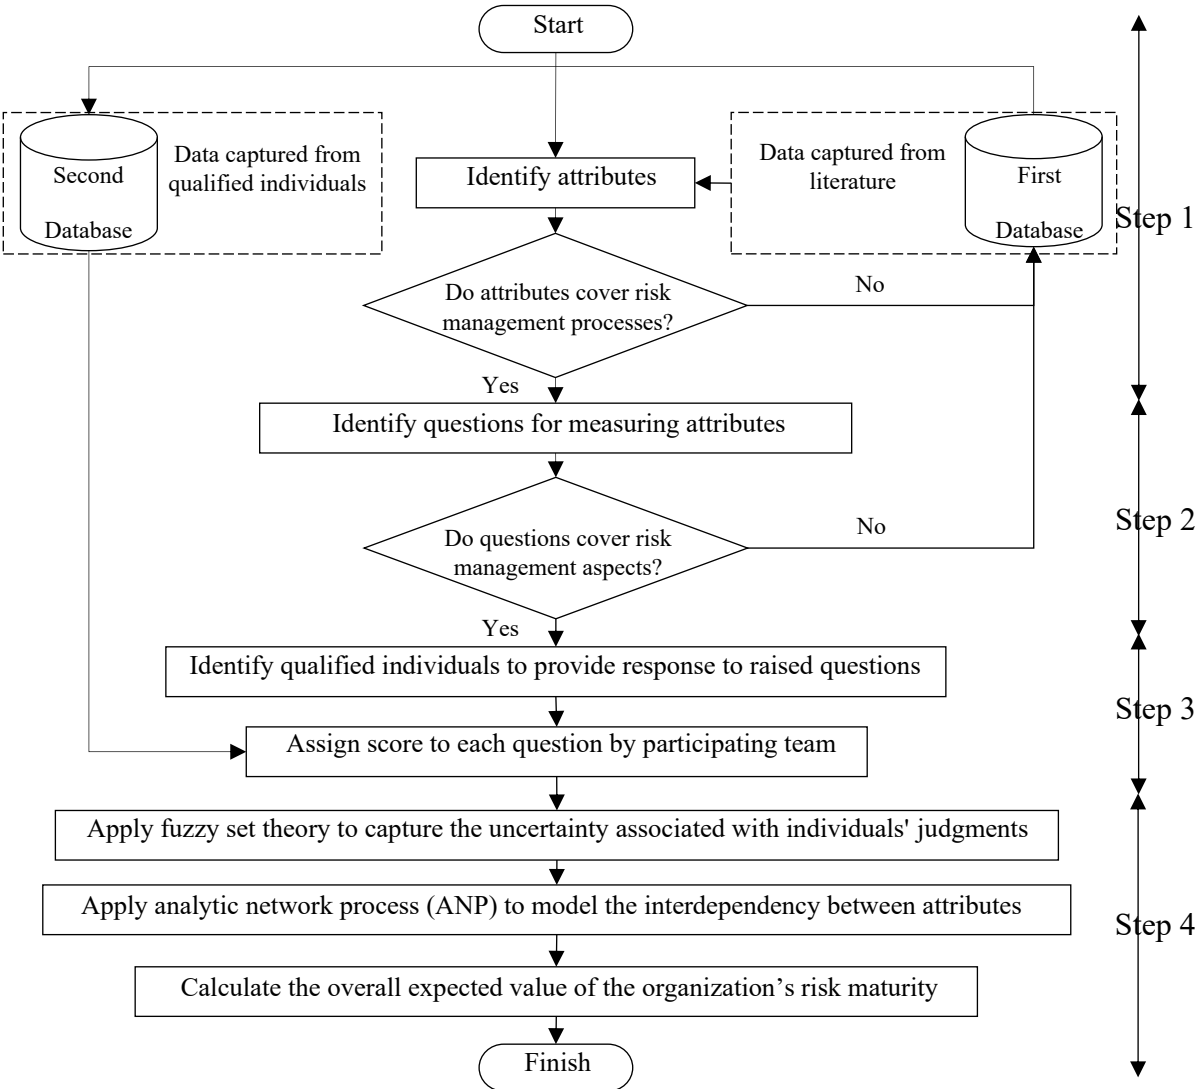 Start
Data captured from
qualified individuals
Second
Database
Identify attributes
Data captured from
literature
First
Database
Step 1
Do attributes cover risk
management processes?
No
Yes
Identify questions for measuring attributes
Do questions cover risk
management aspects?
No
Step 2
Yes
Identify qualified individuals to provide response to raised questions
Step 3
Assign score to each question by participating team
Apply fuzzy set theory to capture the uncertainty associated with individuals' judgments
Apply analytic network process (ANP) to model the interdependency between attributes
Step 4
Calculate the overall expected value of the organization’s risk maturity
Finish